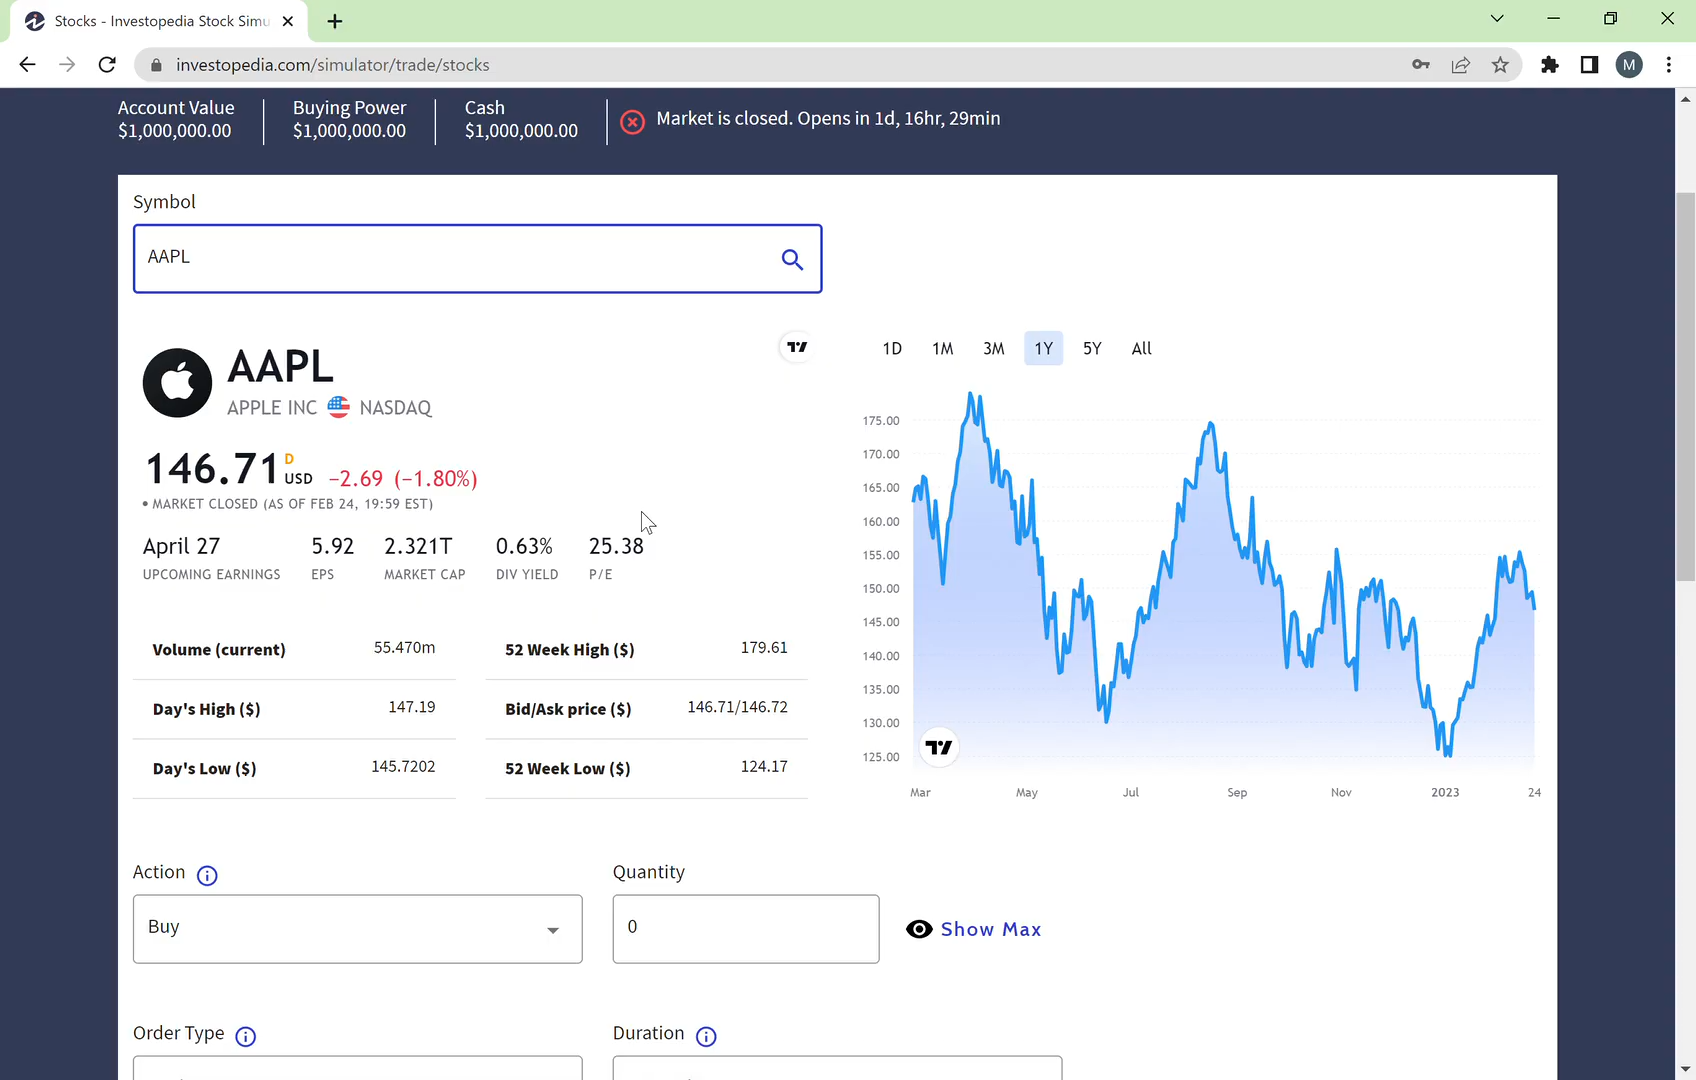 Stocks - Investopedia Stock Simu
investopedia.com/simulator/trade/stocks
M
Account Value
$1,000,000.00
Buying Power
$1,000,000.00
Cash
$1,000,000.00
Market is closed. Opens in 1d, 16hr, 29min
Symbol
AAPL
AAPL
APPLE INC NASDAQ
146.71 D USD −2.69 (−1.80%)
• MARKET CLOSED (AS OF FEB 24, 19:59 EST)
April 27 5.92 2.321T 0.63% 25.38
UPCOMING EARNINGS EPS MARKET CAP DIV YIELD P/E
Volume (current) 55.470m
52 Week High ($) 179.61
Day's High ($) 147.19
Bid/Ask price ($) 146.71/146.72
Day's Low ($) 145.7202
52 Week Low ($) 124.17
1D 1M 3M 1Y 5Y All
175.00
170.00
165.00
160.00
155.00
150.00
145.00
140.00
135.00
130.00
125.00
Mar May Jul Sep Nov 2023 24
Action
Buy
Quantity
0
Show Max
Order Type
Duration